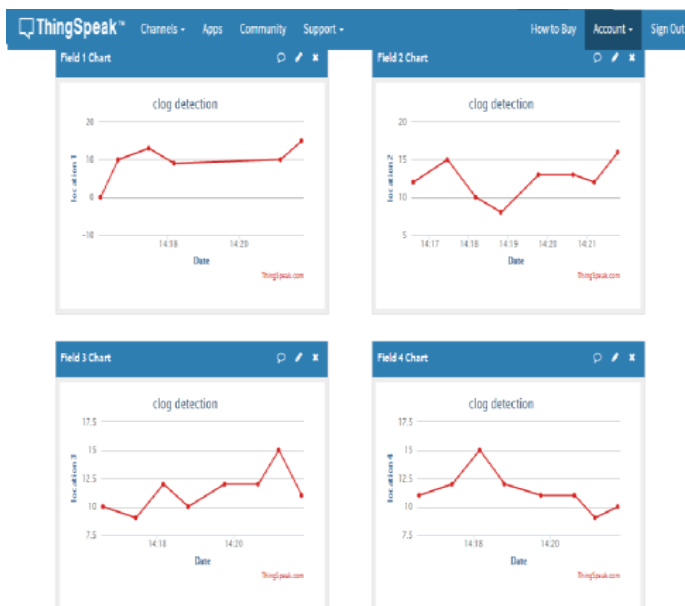 ThingSpeak™ Channels Apps Community Support How to Buy Account Sign Out
Field 1 Chart
clog detection
20
10
0
-10
location 1
14:18 14:20
Date
ThingSpeak.com
Field 2 Chart
clog detection
20
15
10
5
location 2
14:17 14:18 14:19 14:20 14:21
Date
ThingSpeak.com
Field 3 Chart
clog detection
17.5
15
12.5
10
7.5
location 3
14:18 14:20
Date
ThingSpeak.com
Field 4 Chart
clog detection
17.5
15
12.5
10
7.5
location 4
14:18 14:20
Date
ThingSpeak.com